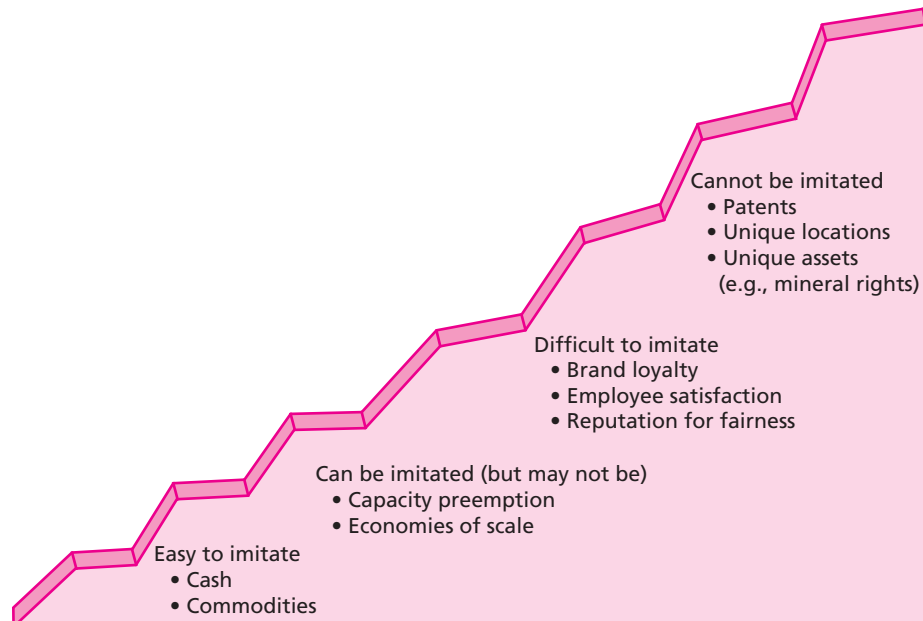 Cannot be imitated
• Patents
• Unique locations
• Unique assets
(e.g., mineral rights)
Difficult to imitate
• Brand loyalty
• Employee satisfaction
• Reputation for fairness
Can be imitated (but may not be)
• Capacity preemption
• Economies of scale
Easy to imitate
• Cash
• Commodities